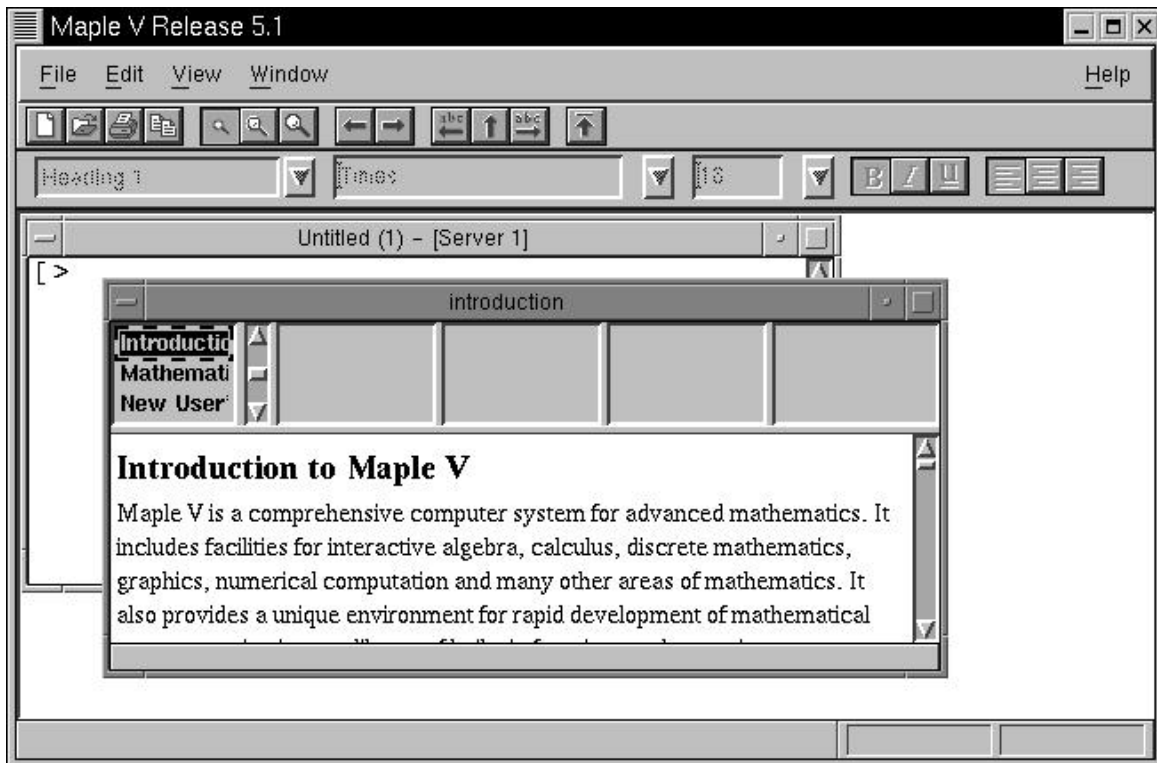 Maple V Release 5.1
File Edit View Window Help
abc abc
Heading 1 Times 18 B I U
Untitled (1) – [Server 1]
[ >
introduction
Introductio
Mathemati
New User'
Introduction to Maple V
Maple V is a comprehensive computer system for advanced mathematics. It
includes facilities for interactive algebra, calculus, discrete mathematics,
graphics, numerical computation and many other areas of mathematics. It
also provides a unique environment for rapid development of mathematical